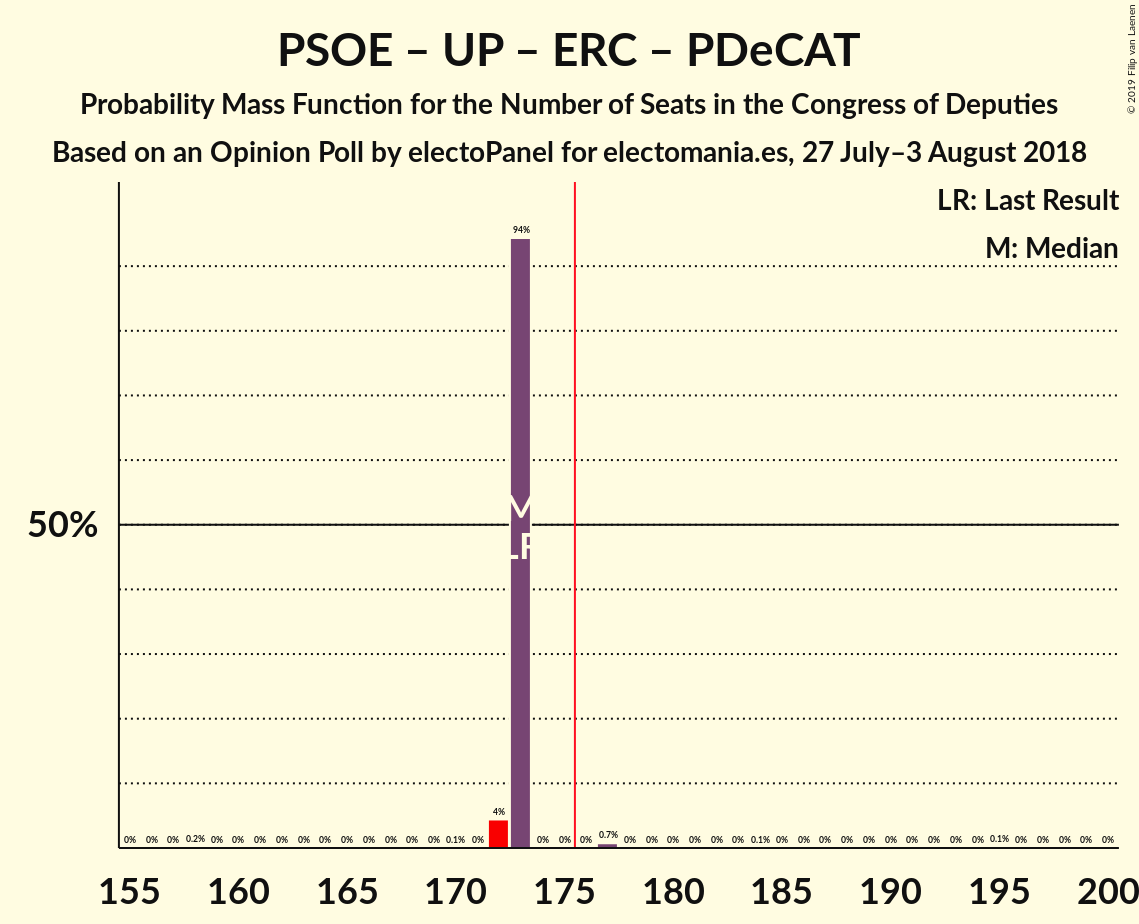 PSOE – UP – ERC – PDeCAT
Probability Mass Function for the Number of Seats in the Congress of Deputies
Based on an Opinion Poll by electoPanel for electomania.es, 27 July–3 August 2018
© 2019 Filip van Laenen
LR: Last Result
M: Median
94%
M
LR
50%
0% 0% 0% 0.2% 0% 0% 0% 0% 0% 0% 0% 0% 0% 0% 0% 0.1% 0% 4% 0% 0% 0% 0.7% 0% 0% 0% 0% 0% 0% 0.1% 0% 0% 0% 0% 0% 0% 0% 0% 0% 0% 0.1% 0% 0% 0% 0% 0%
155 160 165 170 175 180 185 190 195 200